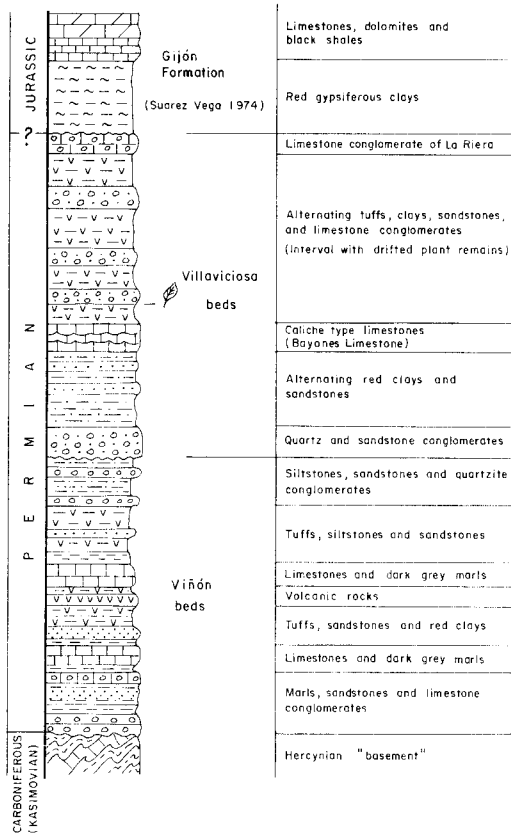 JURASSIC
?
PERMIAN
CARBONIFEROUS
(KASIMOVIAN)
Gijón
Formation
(Suarez Vega 1974)
Villaviciosa
beds
Viñón
beds
Limestones, dolomites and
black shales
Red gypsiferous clays
Limestone conglomerate of La Riera
Alternating tuffs, clays, sandstones,
and limestone conglomerates
(Interval with drifted plant remains)
Caliche type limestones
(Bayones Limestone)
Alternating red clays and
sandstones
Quartz and sandstone conglomerates
Siltstones, sandstones and quartzite
conglomerates
Tuffs, siltstones and sandstones
Limestones and dark grey marls
Volcanic rocks
Tuffs, sandstones and red clays
Limestones and dark grey marls
Marls, sandstones and limestone
conglomerates
Hercynian "basement"